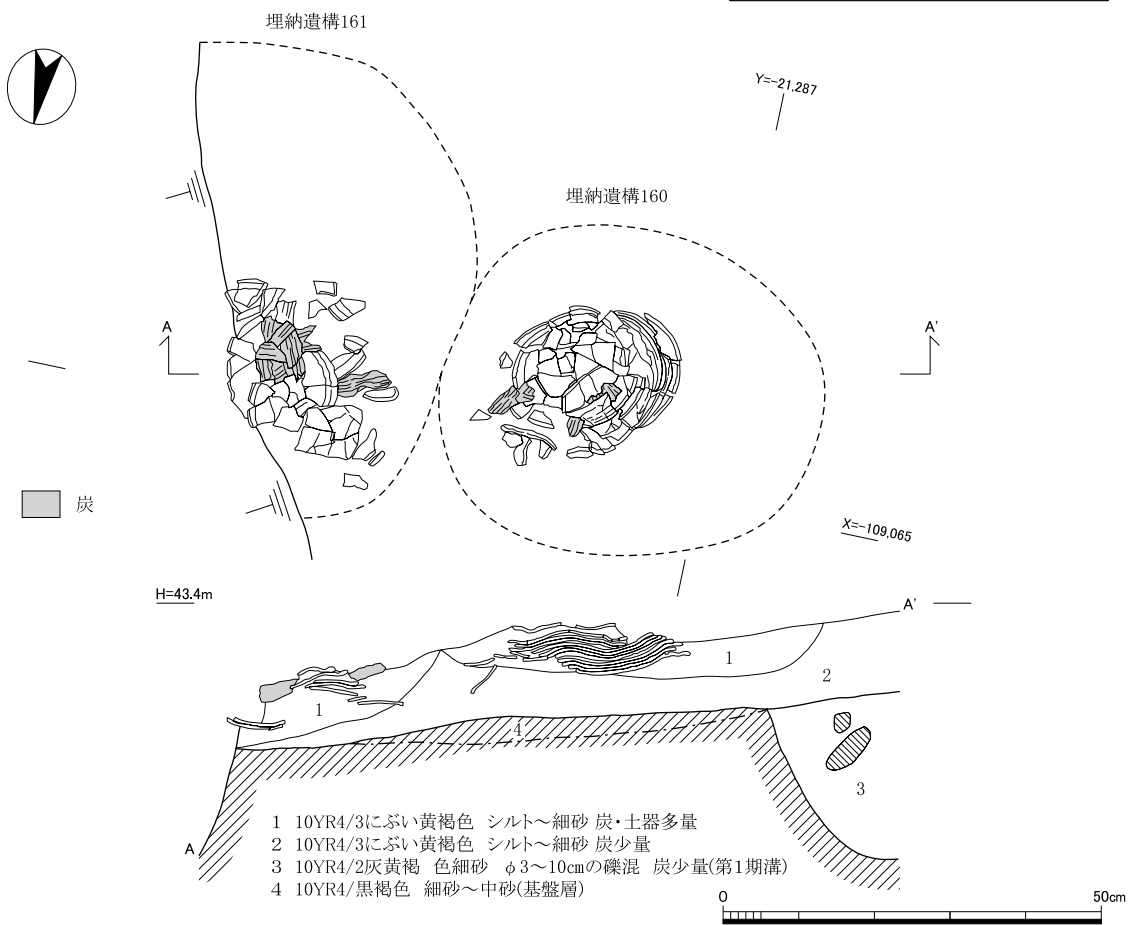 埋納遺構161
Y=-21,287
埋納遺構160
A
A'
炭
X=-109,065
H=43.4m
A'
1
2
1
4
3
A
1 10YR4/3にぶい黄褐色 シルト～細砂 炭・土器多量
2 10YR4/3にぶい黄褐色 シルト～細砂 炭少量
3 10YR4/2灰黄褐 色細砂 φ3～10cmの礫混 炭少量(第1期溝)
4 10YR4/黒褐色 細砂～中砂(基盤層)
0
50cm